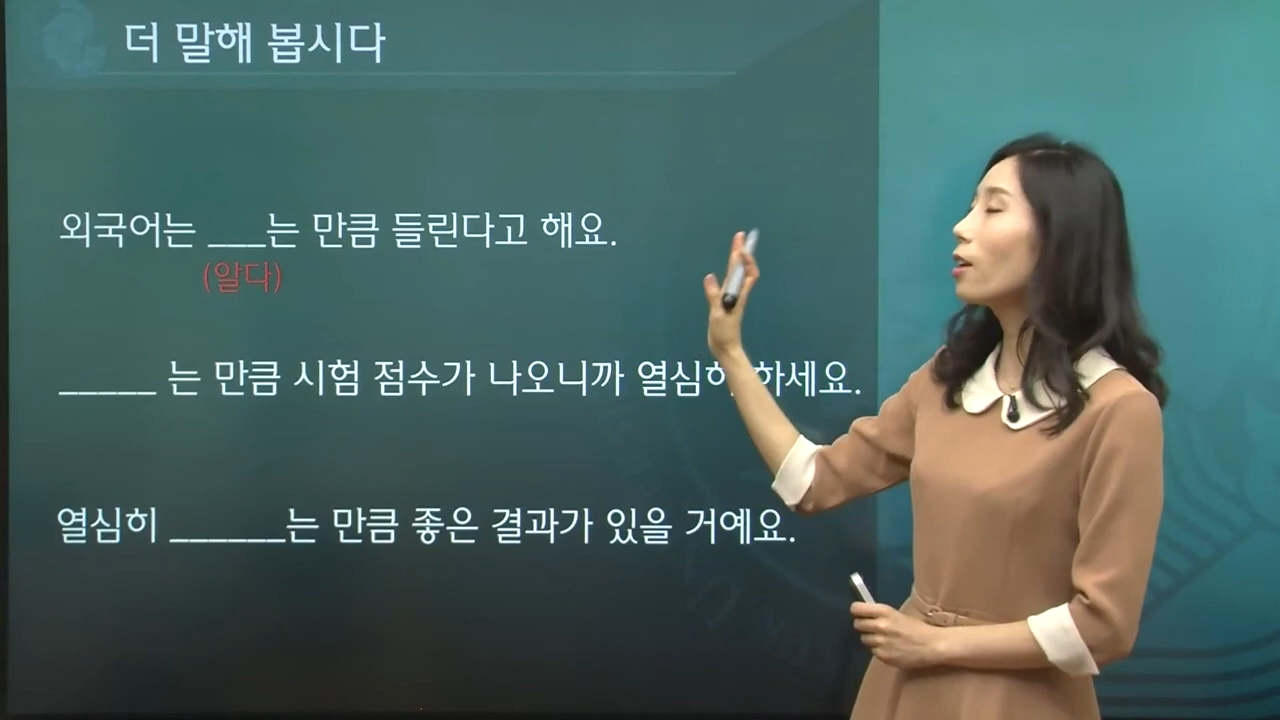 더 말해 봅시다
외국어는 ___는 만큼 들린다고 해요.
(알다)
_____ 는 만큼 시험 점수가 나오니까 열심히 하세요.
열심히 ______는 만큼 좋은 결과가 있을 거예요.